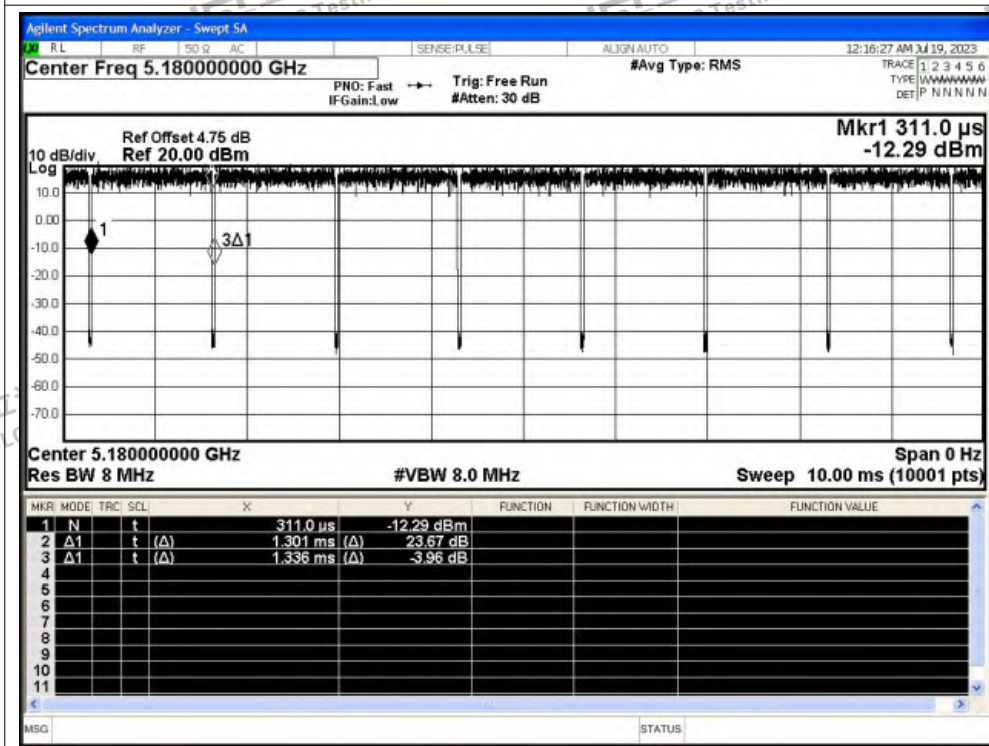 Agilent Spectrum Analyzer - Swept SA
LXI RL RF 50 Ω AC SENSE:PULSE ALIGN AUTO 12:16:27 AM Jul 19, 2023
Center Freq 5.180000000 GHz #Avg Type: RMS TRACE 1 2 3 4 5 6
PNO: Fast Trig: Free Run TYPE WWWWWW
IFGain:Low #Atten: 30 dB DET P N N N N N
Mkr1 311.0 µs
Ref Offset 4.75 dB
10 dB/div Ref 20.00 dBm -12.29 dBm
Log
10.0
0.00
1
3Δ1
-10.0
-20.0
-30.0
-40.0
-50.0
-60.0
-70.0
Center 5.180000000 GHz Span 0 Hz
Res BW 8 MHz #VBW 8.0 MHz Sweep 10.00 ms (10001 pts)
MKR MODE TRC SCL X Y FUNCTION FUNCTION WIDTH FUNCTION VALUE
1 N t 311.0 µs -12.29 dBm
2 Δ1 t (Δ) 1.301 ms (Δ) 23.67 dB
3 Δ1 t (Δ) 1.336 ms (Δ) -3.96 dB
4
5
6
7
8
9
10
11
MSG STATUS